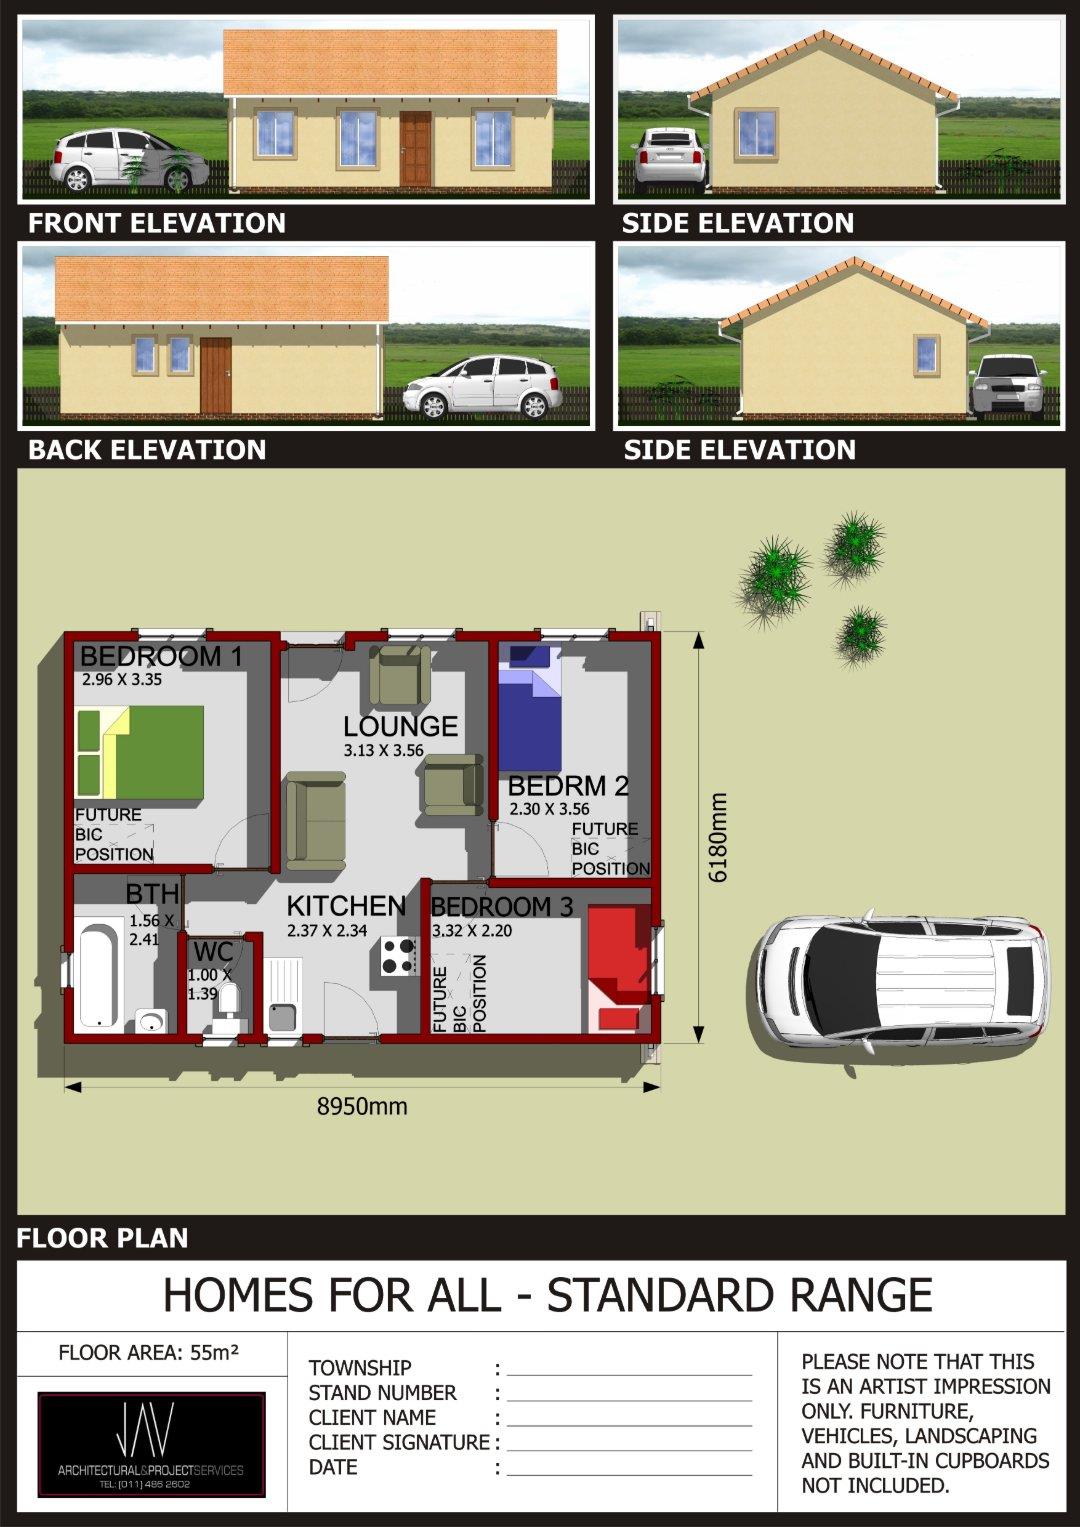 FRONT ELEVATION
SIDE ELEVATION
BACK ELEVATION
SIDE ELEVATION
BEDROOM 1
2.96 X 3.35
LOUNGE
3.13 X 3.56
BEDRM 2
2.30 X 3.56
FUTURE
BIC
POSITION
FUTURE
BIC
POSITION
BTH
1.56 X
2.41
WC
1.00 X
1.39
KITCHEN
2.37 X 2.34
BEDROOM 3
3.32 X 2.20
FUTURE
BIC
POSITION
6180mm
8950mm
FLOOR PLAN
HOMES FOR ALL - STANDARD RANGE
FLOOR AREA: 55m²
JAV
ARCHITECTURAL&PROJECTSERVICES
TEL: [011] 486 2602
TOWNSHIP :
STAND NUMBER :
CLIENT NAME :
CLIENT SIGNATURE :
DATE :
PLEASE NOTE THAT THIS
IS AN ARTIST IMPRESSION
ONLY. FURNITURE,
VEHICLES, LANDSCAPING
AND BUILT-IN CUPBOARDS
NOT INCLUDED.